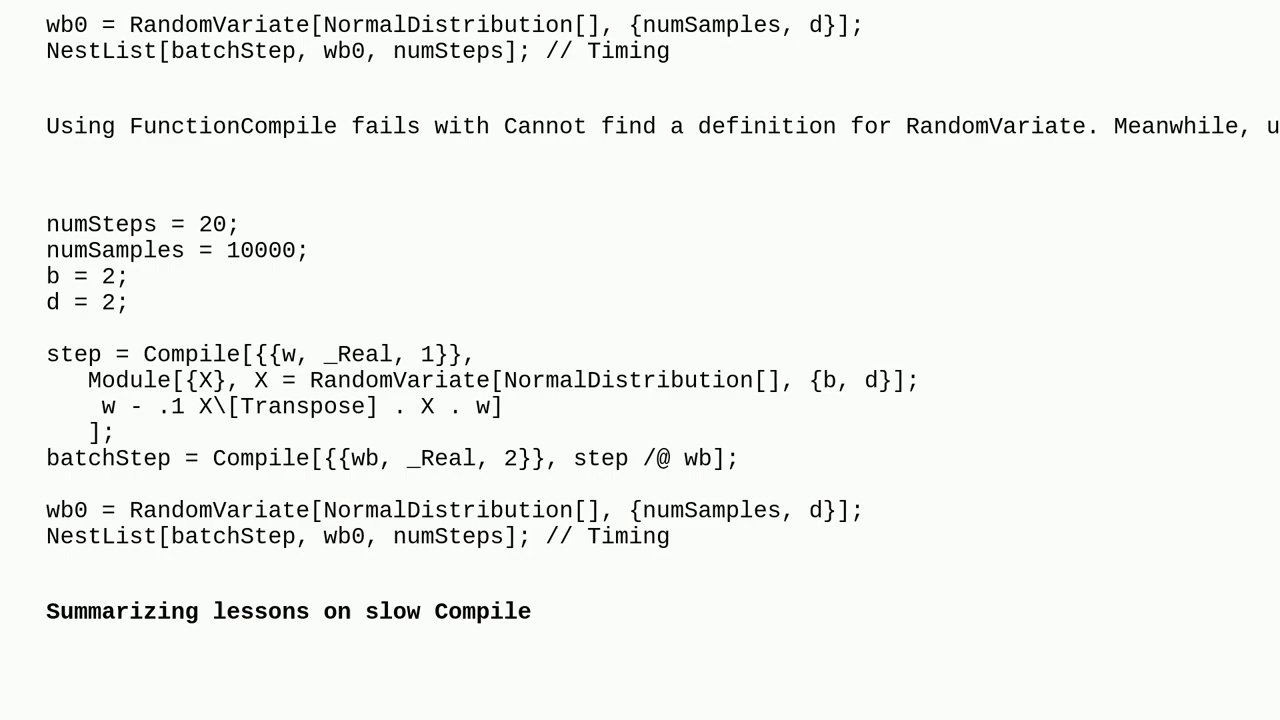 wb0 = RandomVariate[NormalDistribution[], {numSamples, d}];
NestList[batchStep, wb0, numSteps]; // Timing
Using FunctionCompile fails with Cannot find a definition for RandomVariate. Meanwhile, u
numSteps = 20;
numSamples = 10000;
b = 2;
d = 2;
step = Compile[{{w, _Real, 1}},
Module[{X}, X = RandomVariate[NormalDistribution[], {b, d}];
w - .1 X\[Transpose] . X . w]
];
batchStep = Compile[{{wb, _Real, 2}}, step /@ wb];
wb0 = RandomVariate[NormalDistribution[], {numSamples, d}];
NestList[batchStep, wb0, numSteps]; // Timing
Summarizing lessons on slow Compile